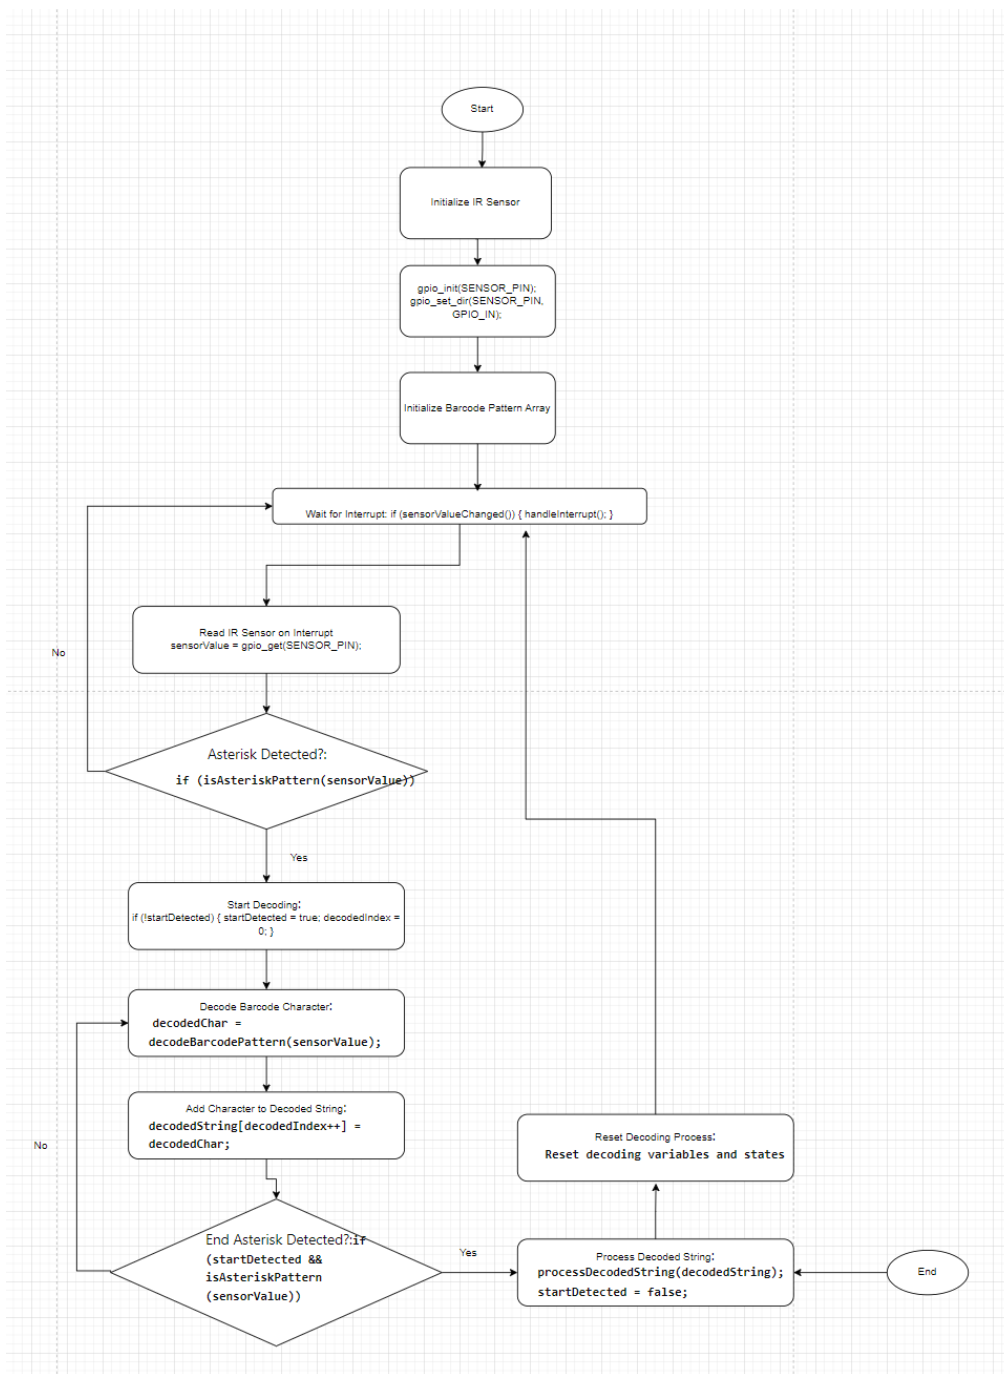 Start
Initialize IR Sensor
gpio_init(SENSOR_PIN);
gpio_set_dir(SENSOR_PIN,
GPIO_IN);
Initialize Barcode Pattern Array
Wait for Interrupt: if (sensorValueChanged()) { handleInterrupt(); }
Read IR Sensor on Interrupt
sensorValue = gpio_get(SENSOR_PIN);
No
Asterisk Detected?:
if (isAsteriskPattern(sensorValue))
Yes
Start Decoding:
if (!startDetected) { startDetected = true; decodedIndex =
0; }
Decode Barcode Character:
decodedChar =
decodeBarcodePattern(sensorValue);
Add Character to Decoded String:
decodedString[decodedIndex++] =
decodedChar;
No
End Asterisk Detected?:if
(startDetected &&
isAsteriskPattern
(sensorValue))
Yes
Reset Decoding Process:
Reset decoding variables and states
Process Decoded String:
processDecodedString(decodedString);
startDetected = false;
End